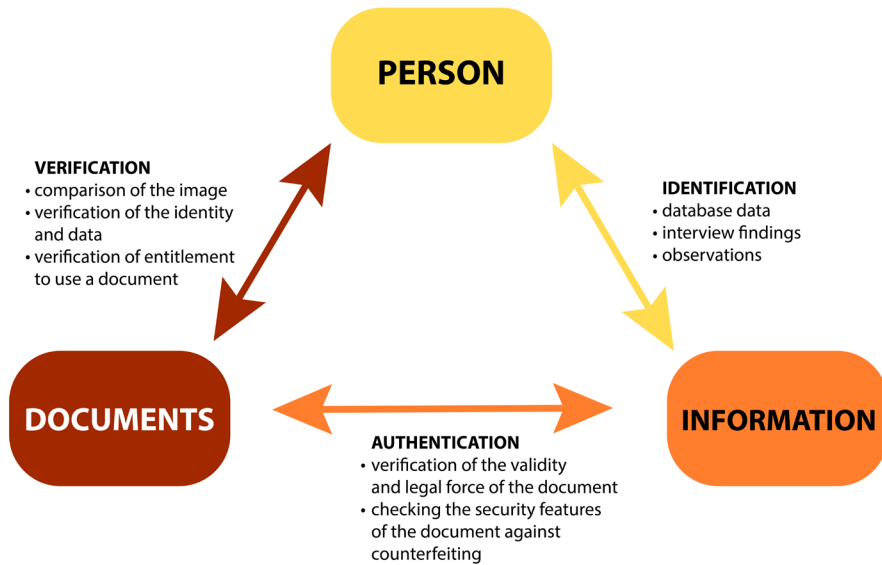 PERSON
VERIFICATION
• comparison of the image
• verification of the identity
and data
• verification of entitlement
to use a document
IDENTIFICATION
• database data
• interview findings
• observations
DOCUMENTS
INFORMATION
AUTHENTICATION
• verification of the validity
and legal force of the document
• checking the security features
of the document against
counterfeiting